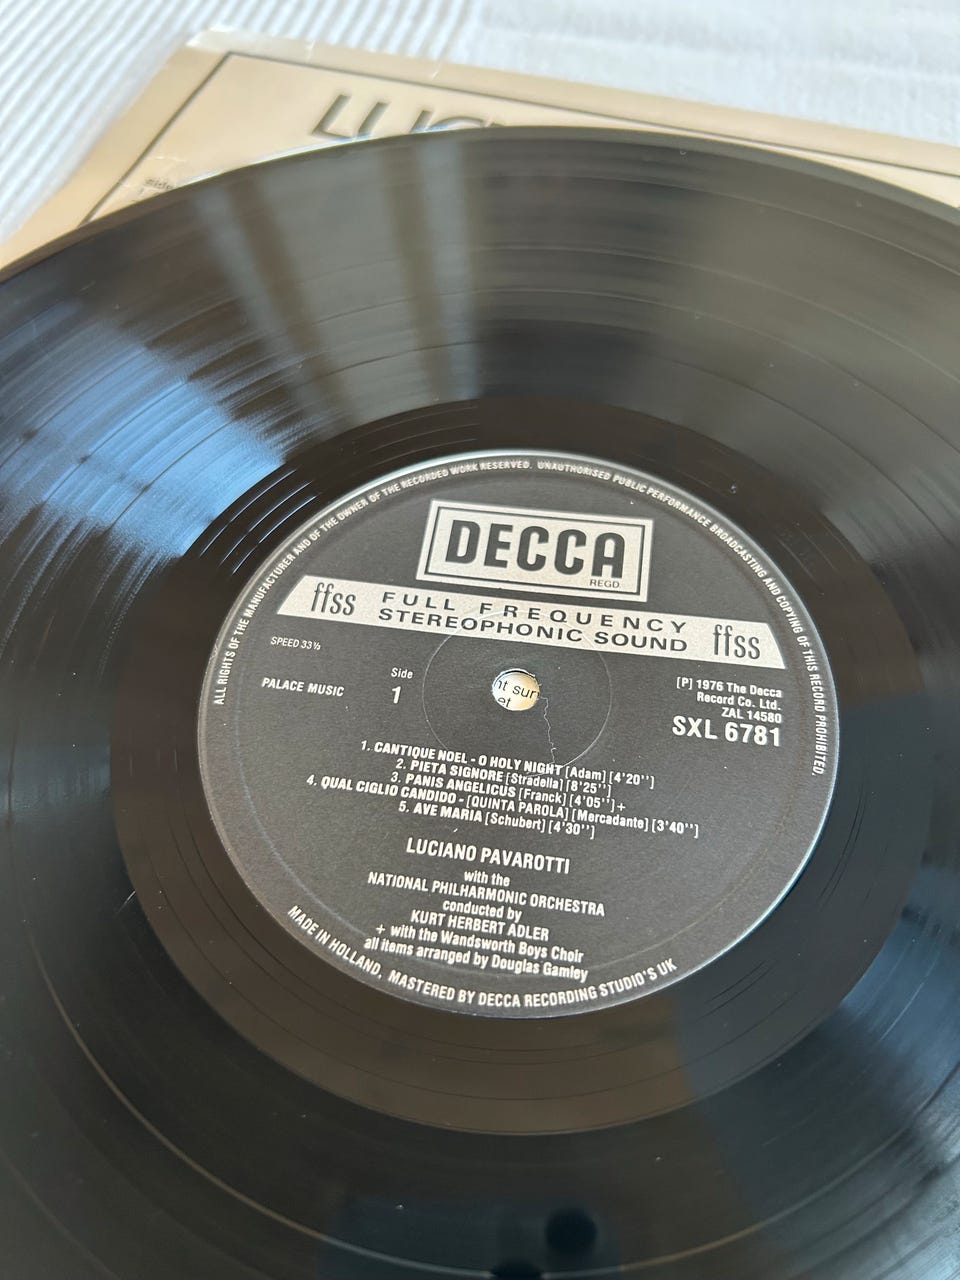 LUCI
Side
ALL RIGHTS OF THE MANUFACTURER AND OF THE OWNER OF THE RECORDED WORK RESERVED. UNAUTHORISED PUBLIC PERFORMANCE BROADCASTING AND COPYING OF THIS RECORD PROHIBITED.
DECCA
REGD.
ffss FULL FREQUENCY ffss
STEREOPHONIC SOUND
SPEED 33⅓
PALACE MUSIC
Side
1
nt sun
et
[P] 1976 The Decca
Record Co. Ltd.
ZAL 14580
SXL 6781
1. CANTIQUE NOEL - O HOLY NIGHT [Adam] [4'20'']
2. PIETA SIGNORE [Stradella] [8'25'']
3. PANIS ANGELICUS [Franck] [4'05'']+
4. QUAL CIGLIO CANDIDO - [QUINTA PAROLA] [Mercadante] [3'40'']
5. AVE MARIA [Schubert] [4'30'']
LUCIANO PAVAROTTI
with the
NATIONAL PHILHARMONIC ORCHESTRA
conducted by
KURT HERBERT ADLER
+ with the Wandsworth Boys Choir
all items arranged by Douglas Gamley
MADE IN HOLLAND, MASTERED BY DECCA RECORDING STUDIO'S UK